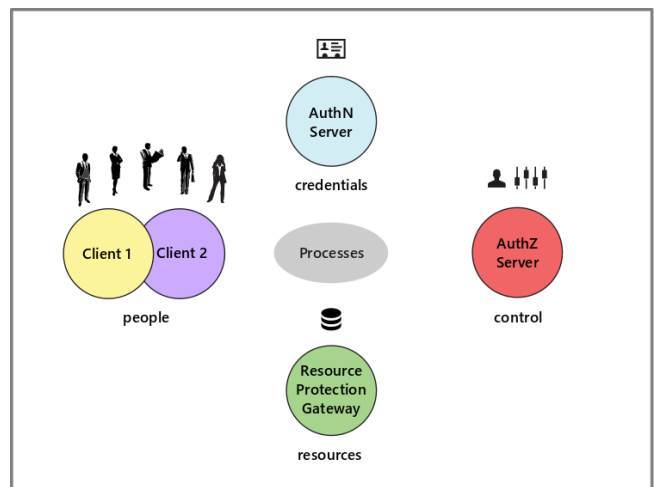 AuthN
Server
credentials
Client 1
Client 2
people
Processes
AuthZ
Server
control
Resource
Protection
Gateway
resources